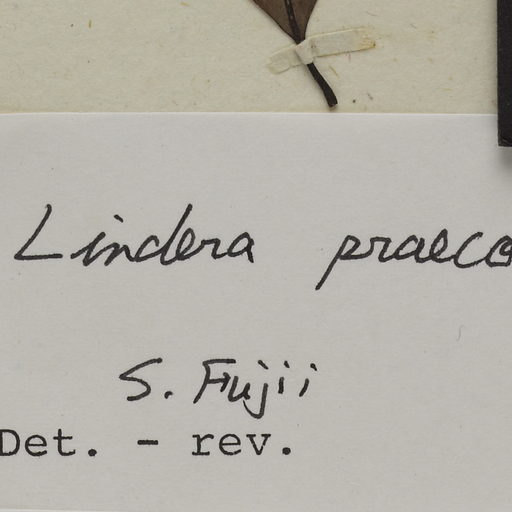 Lindera praeco
S. Fujii
Det. - rev.